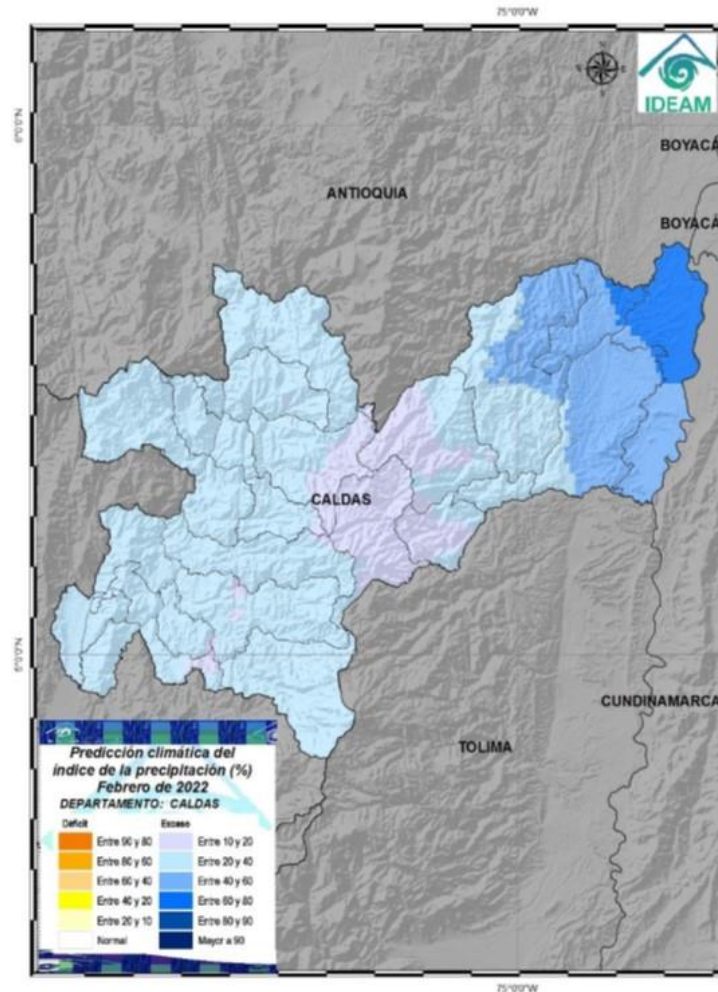 75°0'0"W
IDEAM
6°0'0"N
BOYACÁ
ANTIOQUIA
BOYACÁ
CALDAS
CUNDINAMARCA
TOLIMA
Predicción climática del
índice de la precipitación (%)
Febrero de 2022
DEPARTAMENTO: CALDAS
Déficit Exceso
Entre 90 y 80 Entre 10 y 20
Entre 80 y 60 Entre 20 y 40
Entre 60 y 40 Entre 40 y 60
Entre 40 y 20 Entre 60 y 80
Entre 20 y 10 Entre 80 y 90
Normal Mayor a 90
75°0'0"W